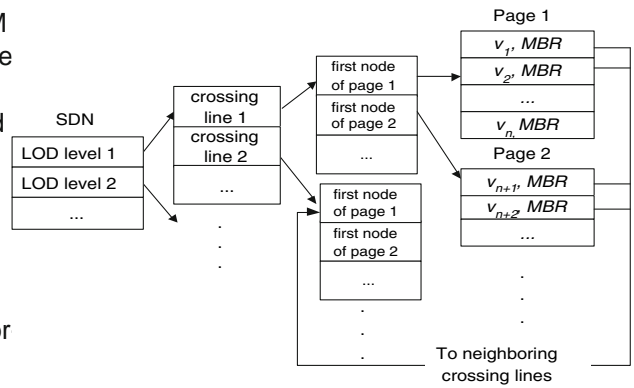 M
e
d
or
SDN
LOD level 1
LOD level 2
...
crossing
line 1
crossing
line 2
...
first node
of page 1
first node
of page 2
...
first node
of page 1
first node
of page 2
...
Page 1
v1, MBR
v2, MBR
...
vn, MBR
Page 2
vn+1, MBR
vn+2, MBR
...
To neighboring
crossing lines